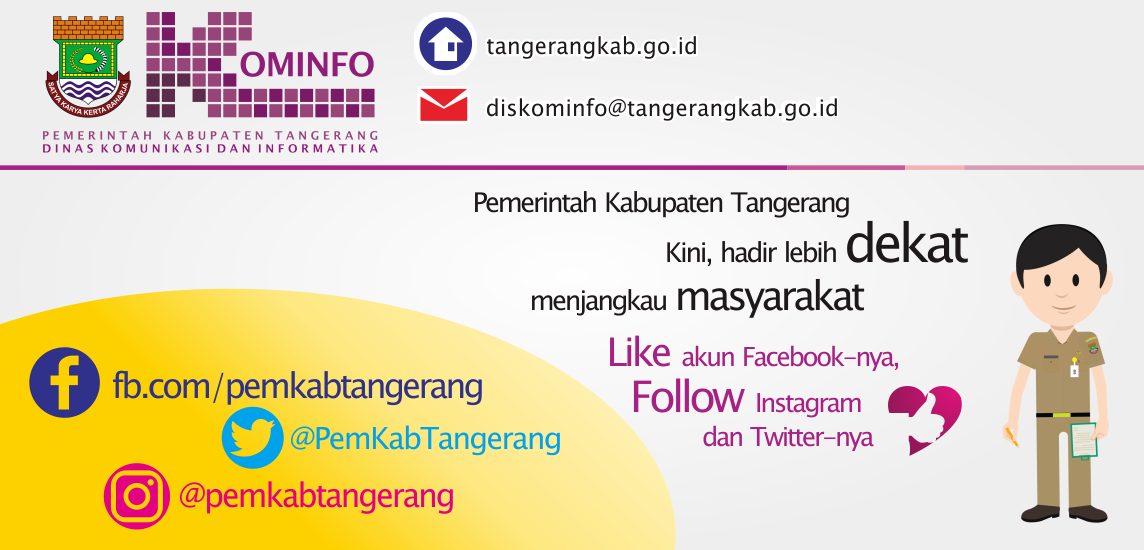 SATYA KARYA KERTA RAHARJA
KOMINFO
PEMERINTAH KABUPATEN TANGERANG
DINAS KOMUNIKASI DAN INFORMATIKA
tangerangkab.go.id
diskominfo@tangerangkab.go.id
Pemerintah Kabupaten Tangerang
Kini, hadir lebih dekat
menjangkau masyarakat
Like akun Facebook-nya,
Follow Instagram
dan Twitter-nya
fb.com/pemkabtangerang
@PemKabTangerang
@pemkabtangerang